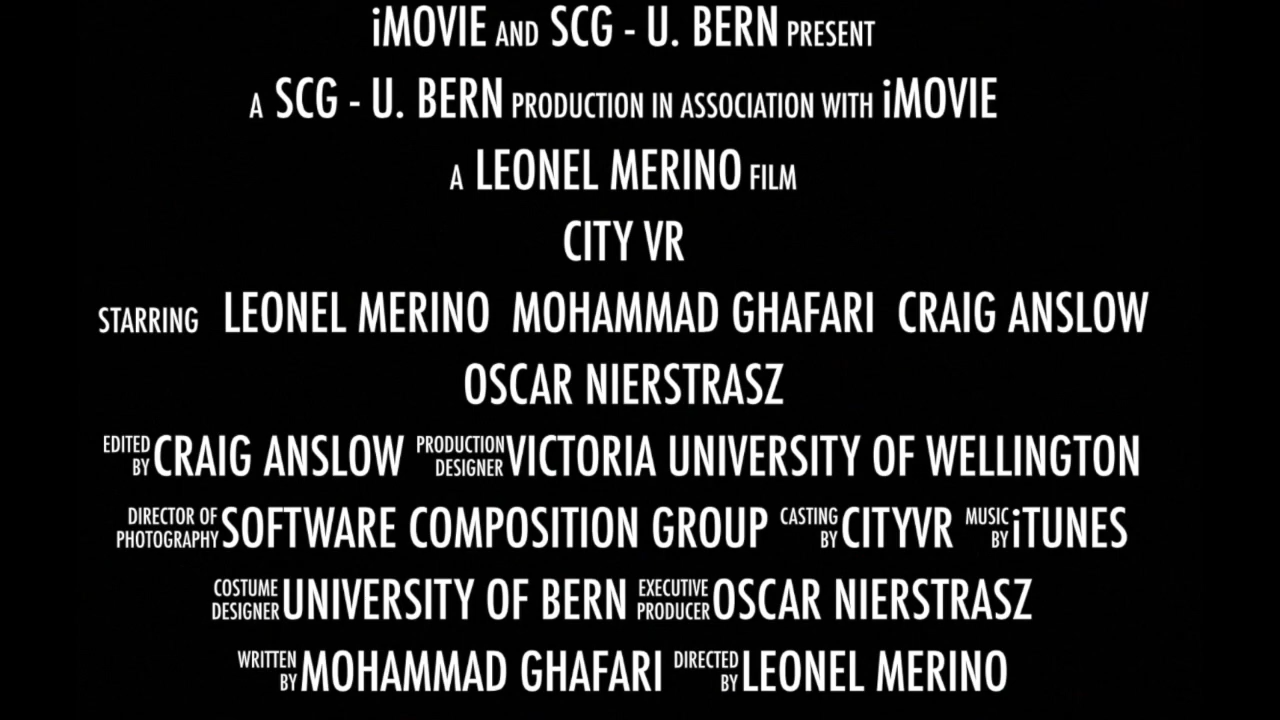 iMOVIE AND SCG - U. BERN PRESENT
A SCG - U. BERN PRODUCTION IN ASSOCIATION WITH iMOVIE
A LEONEL MERINO FILM
CITY VR
STARRING LEONEL MERINO MOHAMMAD GHAFARI CRAIG ANSLOW
OSCAR NIERSTRASZ
EDITED BY CRAIG ANSLOW PRODUCTION DESIGNER VICTORIA UNIVERSITY OF WELLINGTON
DIRECTOR OF PHOTOGRAPHY SOFTWARE COMPOSITION GROUP CASTING BY CITYVR MUSIC BY iTUNES
COSTUME DESIGNER UNIVERSITY OF BERN EXECUTIVE PRODUCER OSCAR NIERSTRASZ
WRITTEN BY MOHAMMAD GHAFARI DIRECTED BY LEONEL MERINO